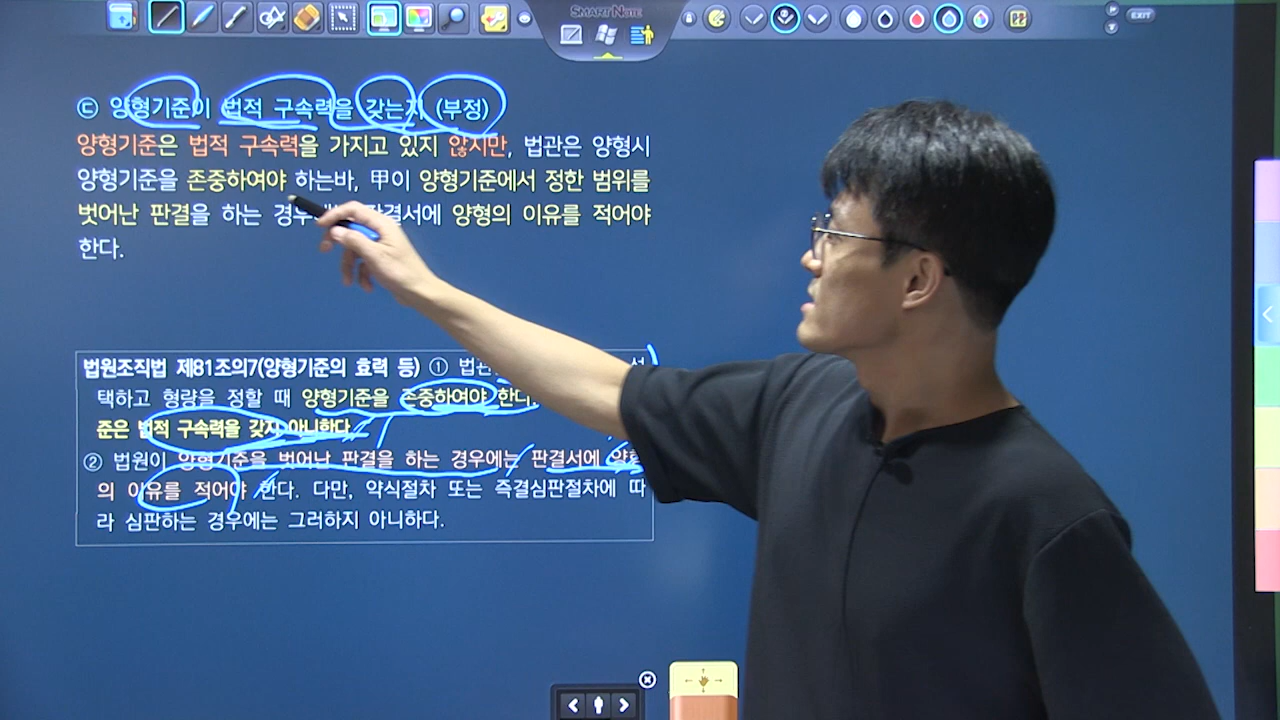 SMARTNOTE
EXIT
ⓒ 양형기준이 법적 구속력을 갖는지 (부정)
양형기준은 법적 구속력을 가지고 있지 않지만, 법관은 양형시
양형기준을 존중하여야 하는바, 甲이 양형기준에서 정한 범위를
벗어난 판결을 하는 경우 판결서에 양형의 이유를 적어야
한다.
법원조직법 제81조의7(양형기준의 효력 등) ① 법관
택하고 형량을 정할 때 양형기준을 존중하여야 한다.
준은 법적 구속력을 갖지 아니한다.
② 법원이 양형기준을 벗어난 판결을 하는 경우에는 판결서에 양형
의 이유를 적어야 한다. 다만, 약식절차 또는 즉결심판절차에 따
라 심판하는 경우에는 그러하지 아니하다.